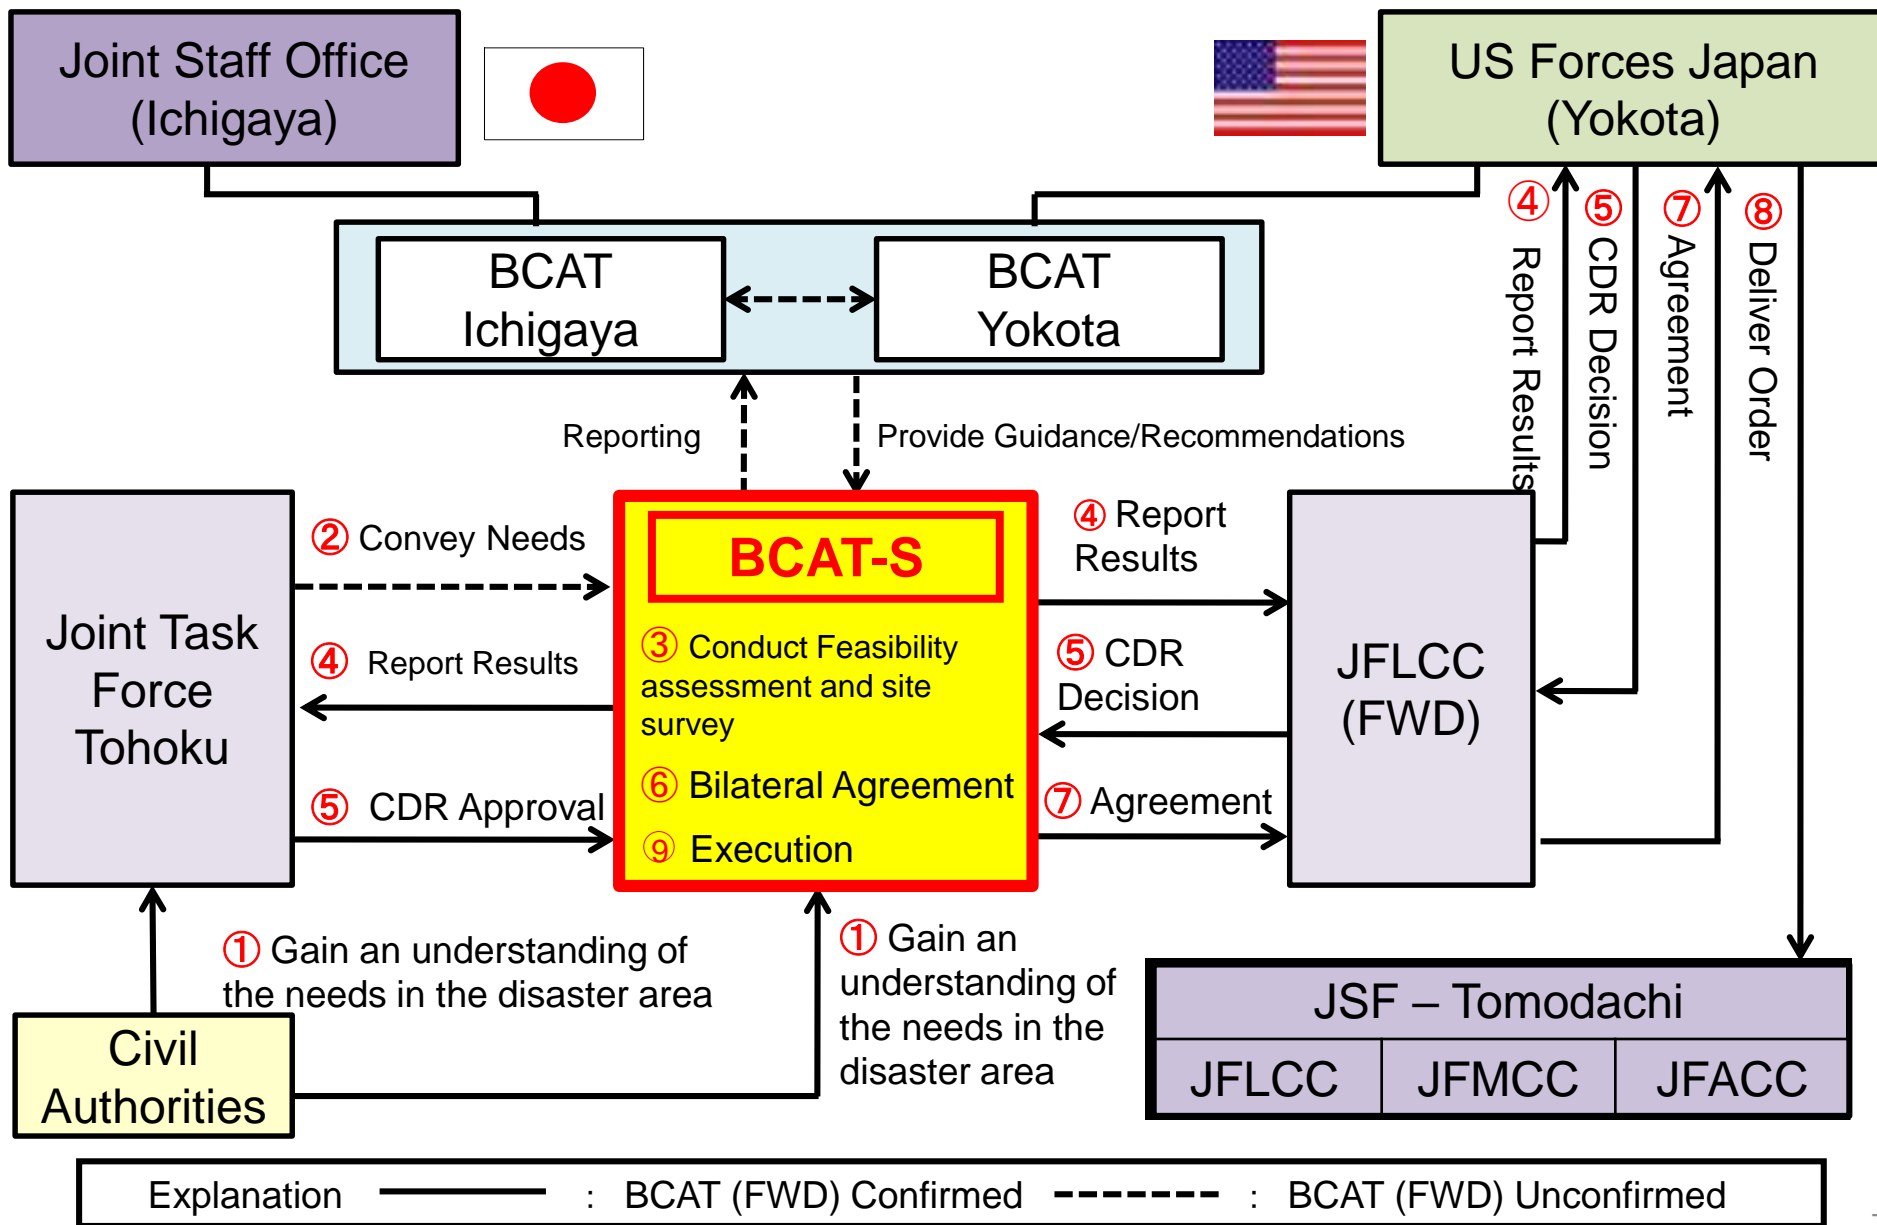 Joint Staff Office
(Ichigaya)
US Forces Japan
(Yokota)
BCAT
Ichigaya
BCAT
Yokota
④ Report Results
⑤ CDR Decision
⑦ Agreement
⑧ Deliver Order
Reporting
Provide Guidance/Recommendations
Joint Task
Force
Tohoku
② Convey Needs
④ Report Results
⑤ CDR Approval
BCAT-S
③ Conduct Feasibility
assessment and site
survey
⑥ Bilateral Agreement
⑨ Execution
④ Report
Results
⑤ CDR
Decision
⑦ Agreement
JFLCC
(FWD)
① Gain an understanding of
the needs in the disaster area
① Gain an
understanding of
the needs in the
disaster area
Civil
Authorities
JSF – Tomodachi
JFLCC JFMCC JFACC
Explanation : BCAT (FWD) Confirmed : BCAT (FWD) Unconfirmed